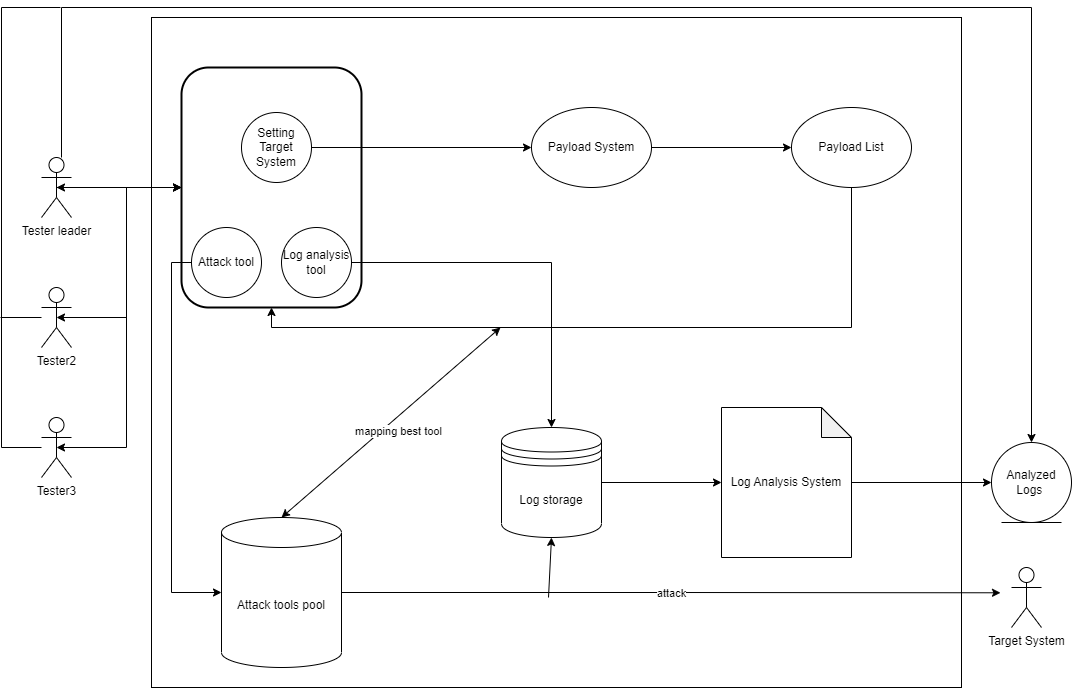 Setting
Target
System
Payload System
Payload List
Tester leader
Attack tool
Log analysis
tool
Tester2
mapping best tool
Tester3
Log storage
Log Analysis System
Analyzed
Logs
Attack tools pool
attack
Target System